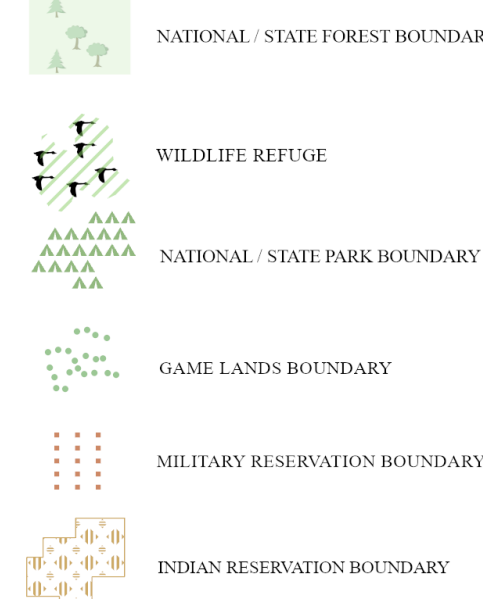 NATIONAL / STATE FOREST BOUNDAR
WILDLIFE REFUGE
NATIONAL / STATE PARK BOUNDARY
GAME LANDS BOUNDARY
MILITARY RESERVATION BOUNDARY
INDIAN RESERVATION BOUNDARY